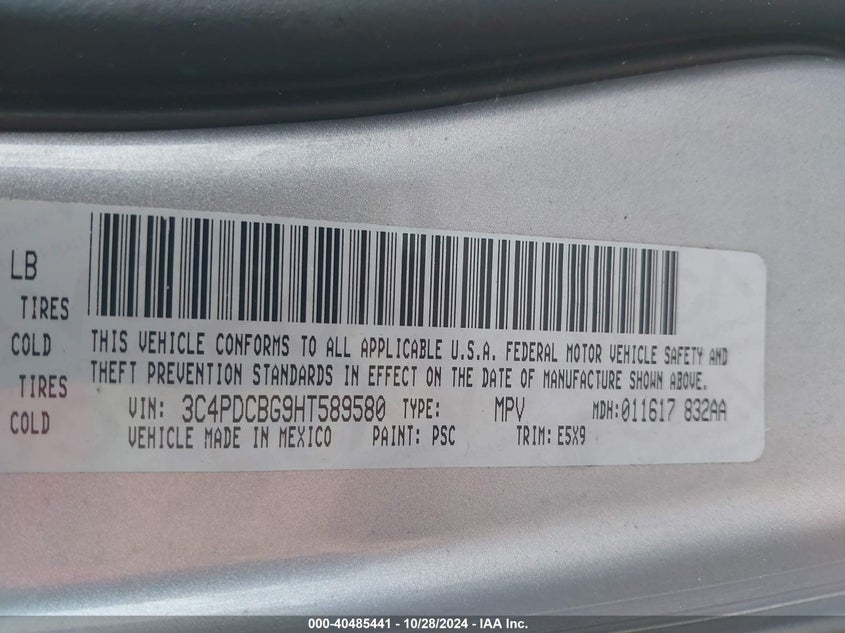 LB
TIRES
COLD
TIRES
COLD
THIS VEHICLE CONFORMS TO ALL APPLICABLE U.S.A. FEDERAL MOTOR VEHICLE SAFETY AND
THEFT PREVENTION STANDARDS IN EFFECT ON THE DATE OF MANUFACTURE SHOWN ABOVE.
VIN: 3C4PDCBG9HT589580 TYPE: MPV MDH:011617 832AA
VEHICLE MADE IN MEXICO PAINT: PSC TRIM: E5X9
000-40485441 - 10/28/2024 - IAA Inc.